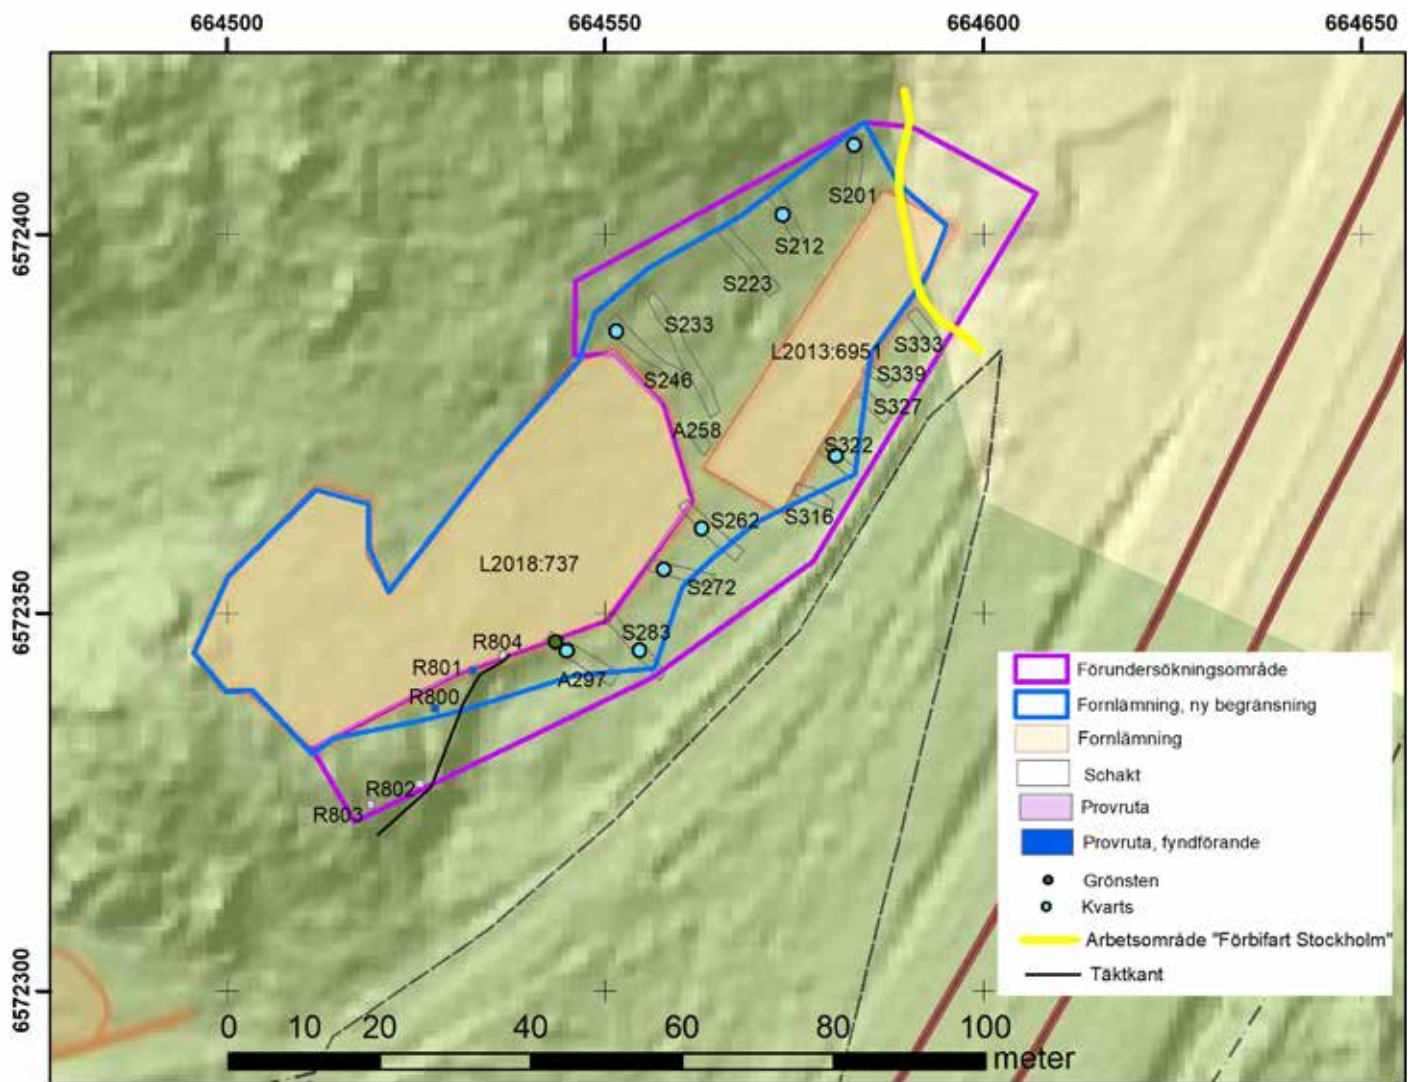 664500
664550
664600
664650
6572400
6572350
6572300
S201
S212
S223
S233
L2013:6951
S333
S246
S339
S327
A258
S322
S316
S262
L2018:737
S272
S283
R804
R801
A297
R800
R802
R803
Förundersökningsområde
Fornlämning, ny begränsning
Fornlämning
Schakt
Provruta
Provruta, fyndförande
Grönsten
Kvarts
Arbetsområde "Förbifart Stockholm"
Täktkant
0 10 20 40 60 80 100
meter